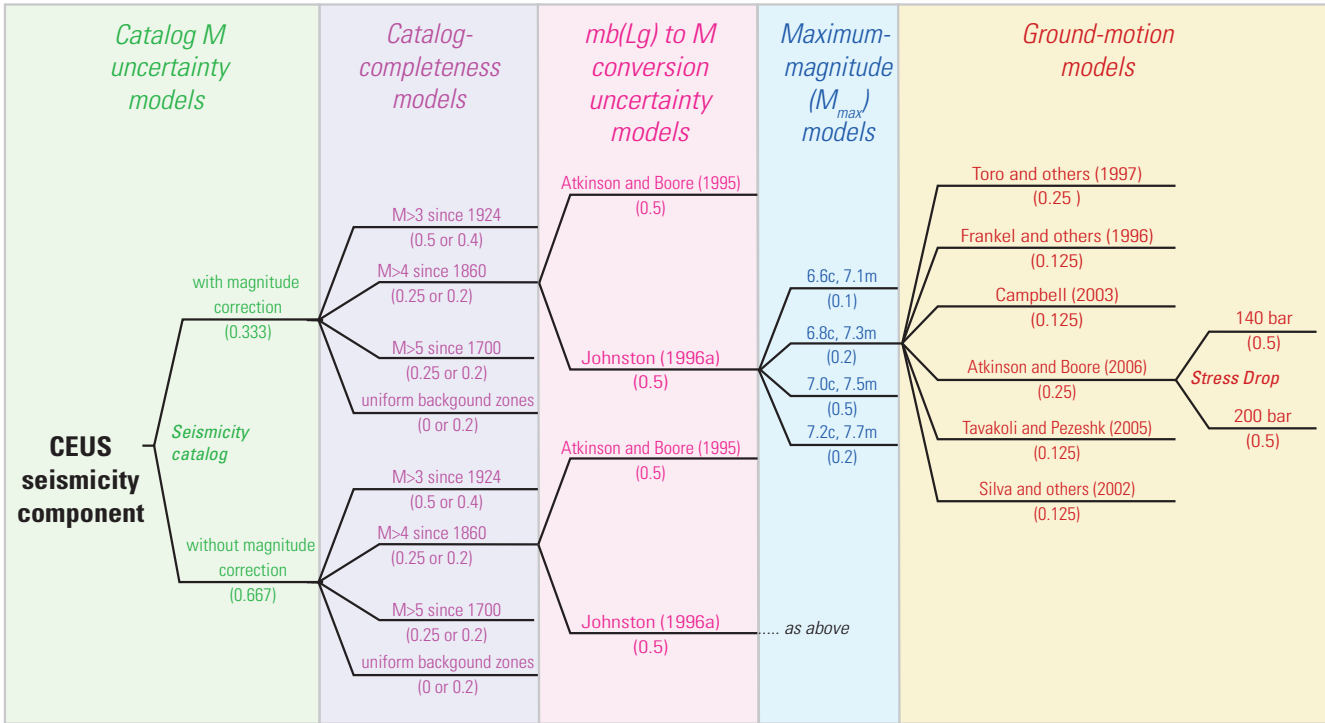 Catalog M
uncertainty
models
Catalog-
completeness
models
mb(Lg) to M
conversion
uncertainty
models
Maximum-
magnitude
(Mmax)
models
Ground-motion
models
CEUS
seismicity
component
Seismicity
catalog
with magnitude
correction
(0.333)
without magnitude
correction
(0.667)
M>3 since 1924
(0.5 or 0.4)
M>4 since 1860
(0.25 or 0.2)
M>5 since 1700
(0.25 or 0.2)
uniform backgound zones
(0 or 0.2)
M>3 since 1924
(0.5 or 0.4)
M>4 since 1860
(0.25 or 0.2)
M>5 since 1700
(0.25 or 0.2)
uniform backgound zones
(0 or 0.2)
Atkinson and Boore (1995)
(0.5)
Johnston (1996a)
(0.5)
Atkinson and Boore (1995)
(0.5)
Johnston (1996a)
(0.5)
..... as above
6.6c, 7.1m
(0.1)
6.8c, 7.3m
(0.2)
7.0c, 7.5m
(0.5)
7.2c, 7.7m
(0.2)
Toro and others (1997)
(0.25 )
Frankel and others (1996)
(0.125)
Campbell (2003)
(0.125)
Atkinson and Boore (2006)
(0.25)
Tavakoli and Pezeshk (2005)
(0.125)
Silva and others (2002)
(0.125)
140 bar
(0.5)
Stress Drop
200 bar
(0.5)